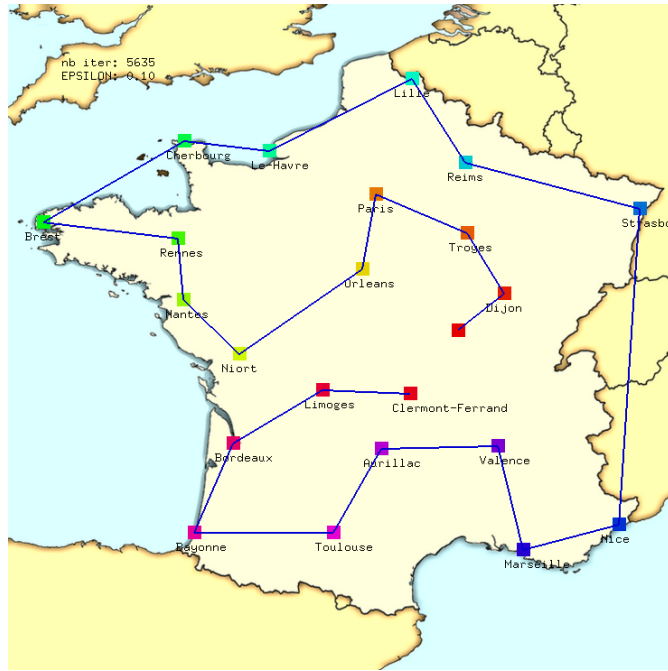 nb iter: 5635
EPSILON: 0.10
Lille
Cherbourg
Le-Havre
Reims
Paris
Strasbo
Brest
Rennes
Troyes
Orleans
Nantes
Dijon
Niort
Limoges
Clermont-Ferrand
Bordeaux
Aurillac
Valence
Bayonne
Toulouse
Nice
Marseille